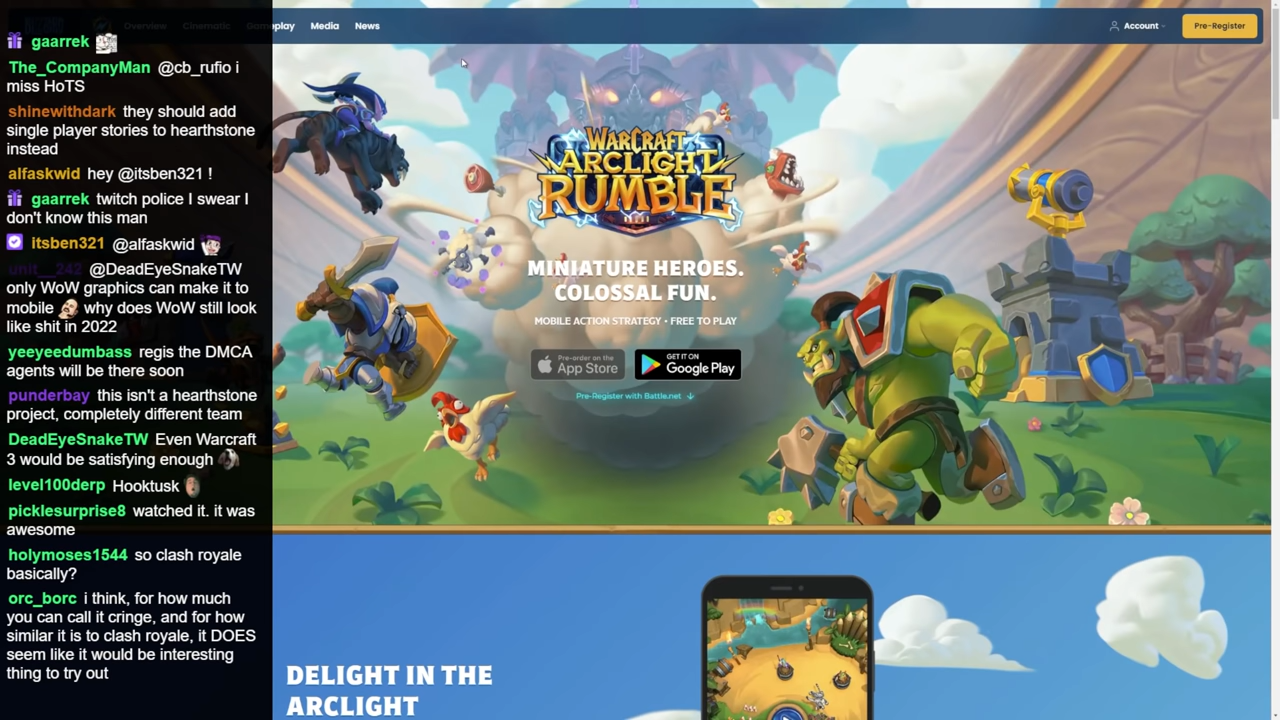 Overview Cinematic Gameplay Media News Account Pre-Register
gaarrek
The_CompanyMan @cb_rufio i
miss HoTS
shinewithdark they should add
single player stories to hearthstone
instead
alfaskwid hey @itsben321 !
gaarrek twitch police I swear I
don't know this man
itsben321 @alfaskwid
unit__242 @DeadEyeSnakeTW
only WoW graphics can make it to
mobile why does WoW still look
like shit in 2022
yeeyeedumbass regis the DMCA
agents will be there soon
punderbay this isn't a hearthstone
project, completely different team
DeadEyeSnakeTW Even Warcraft
3 would be satisfying enough
level100derp Hooktusk
picklesurprise8 watched it. it was
awesome
holymoses1544 so clash royale
basically?
orc_borc i think, for how much
you can call it cringe, and for how
similar it is to clash royale, it DOES
seem like it would be interesting
thing to try out
WARCRAFT
ARCLIGHT
RUMBLE
MINIATURE HEROES.
COLOSSAL FUN.
MOBILE ACTION STRATEGY • FREE TO PLAY
Pre-order on the
App Store
GET IT ON
Google Play
Pre-Register with Battle.net
DELIGHT IN THE
ARCLIGHT